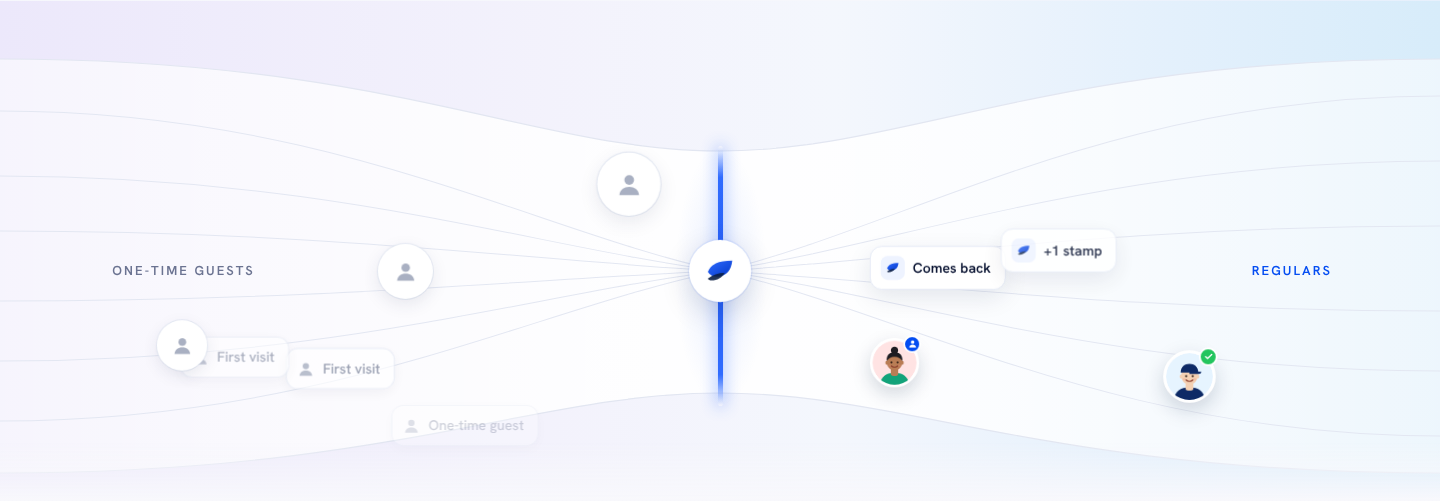 +1 stamp
Comes back
ONE-TIME GUESTS
REGULARS
First visit
First visit
One-time guest